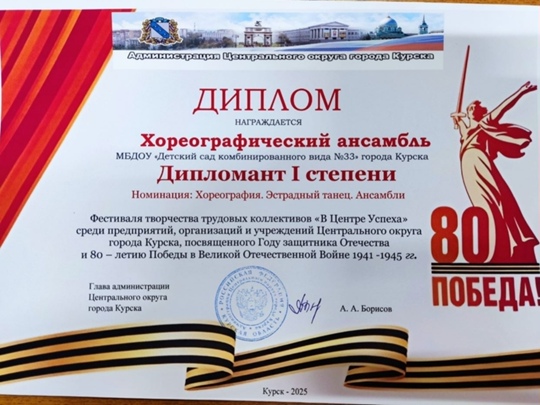 Администрация Центрального округа города Курска
ДИПЛОМ
НАГРАЖДАЕТСЯ
Хореографический ансамбль
МБДОУ «Детский сад комбинированного вида №33» города Курска
Дипломант I степени
Номинация: Хореография. Эстрадный танец. Ансамбли
Фестиваля творчества трудовых коллективов «В Центре Успеха»
среди предприятий, организаций и учреждений Центрального округа
города Курска, посвященного Году защитника Отечества
и 80 – летию Победы в Великой Отечественной Войне 1941 -1945 гг.
80
ПОБЕДА!
Глава администрации
Центрального округа
города Курска
А. А. Борисов
Курск - 2025